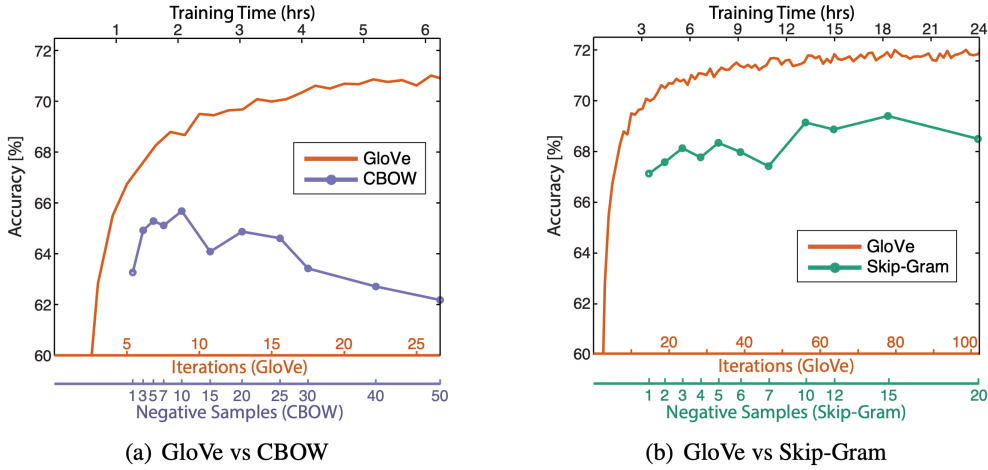 Training Time (hrs)
1 2 3 4 5 6
72
70
68
66
64
62
60
Accuracy [%]
GloVe
CBOW
5 10 15 20 25
Iterations (GloVe)
1 3 5 7 10 15 20 25 30 40 50
Negative Samples (CBOW)
(a) GloVe vs CBOW
Training Time (hrs)
3 6 9 12 15 18 21 24
72
70
68
66
64
62
60
Accuracy [%]
GloVe
Skip-Gram
20 40 60 80 100
Iterations (GloVe)
1 2 3 4 5 6 7 10 12 15 20
Negative Samples (Skip-Gram)
(b) GloVe vs Skip-Gram